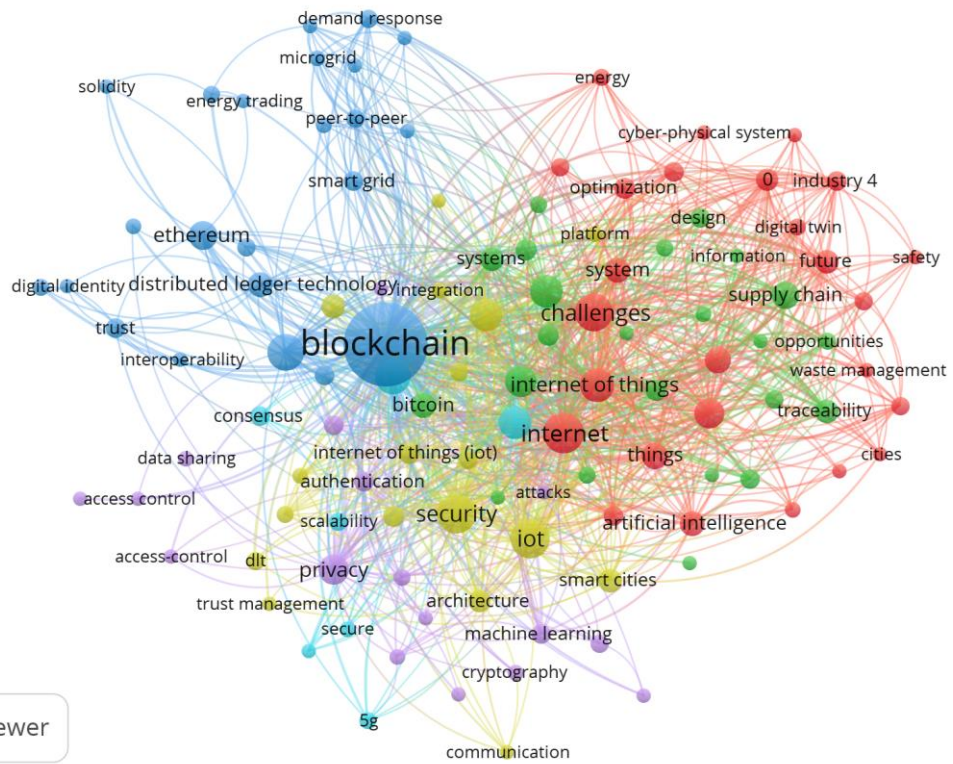 demand response
microgrid
solidity
energy trading
energy
peer-to-peer
cyber-physical system
smart grid
optimization
0
industry 4
design
digital twin
ethereum
platform
systems
information
future
safety
system
digital identity
distributed ledger technology
integration
supply chain
challenges
trust
blockchain
opportunities
interoperability
waste management
internet of things
bitcoin
consensus
traceability
internet
internet of things (iot)
things
cities
data sharing
authentication
attacks
access control
security
scalability
artificial intelligence
iot
access-control
dlt
privacy
smart cities
trust management
architecture
secure
machine learning
cryptography
5g
ewer
communication